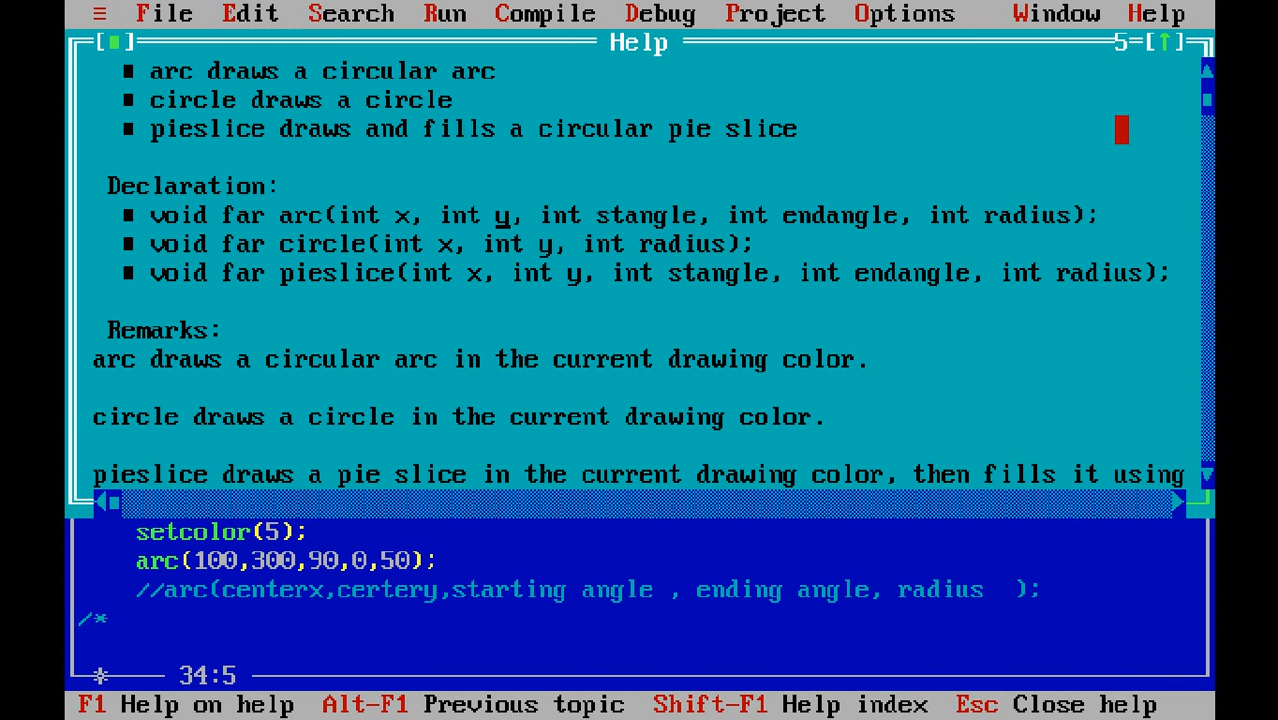 ≡ File Edit Search Run Compile Debug Project Options Window Help
[■] Help 5=[↑]
■ arc draws a circular arc
■ circle draws a circle
■ pieslice draws and fills a circular pie slice
Declaration:
■ void far arc(int x, int y, int stangle, int endangle, int radius);
■ void far circle(int x, int y, int radius);
■ void far pieslice(int x, int y, int stangle, int endangle, int radius);
Remarks:
arc draws a circular arc in the current drawing color.
circle draws a circle in the current drawing color.
pieslice draws a pie slice in the current drawing color, then fills it using
setcolor(5);
arc(100,300,90,0,50);
//arc(centerx,certery,starting angle , ending angle, radius  );
/*
* 34:5
F1 Help on help Alt-F1 Previous topic Shift-F1 Help index Esc Close help